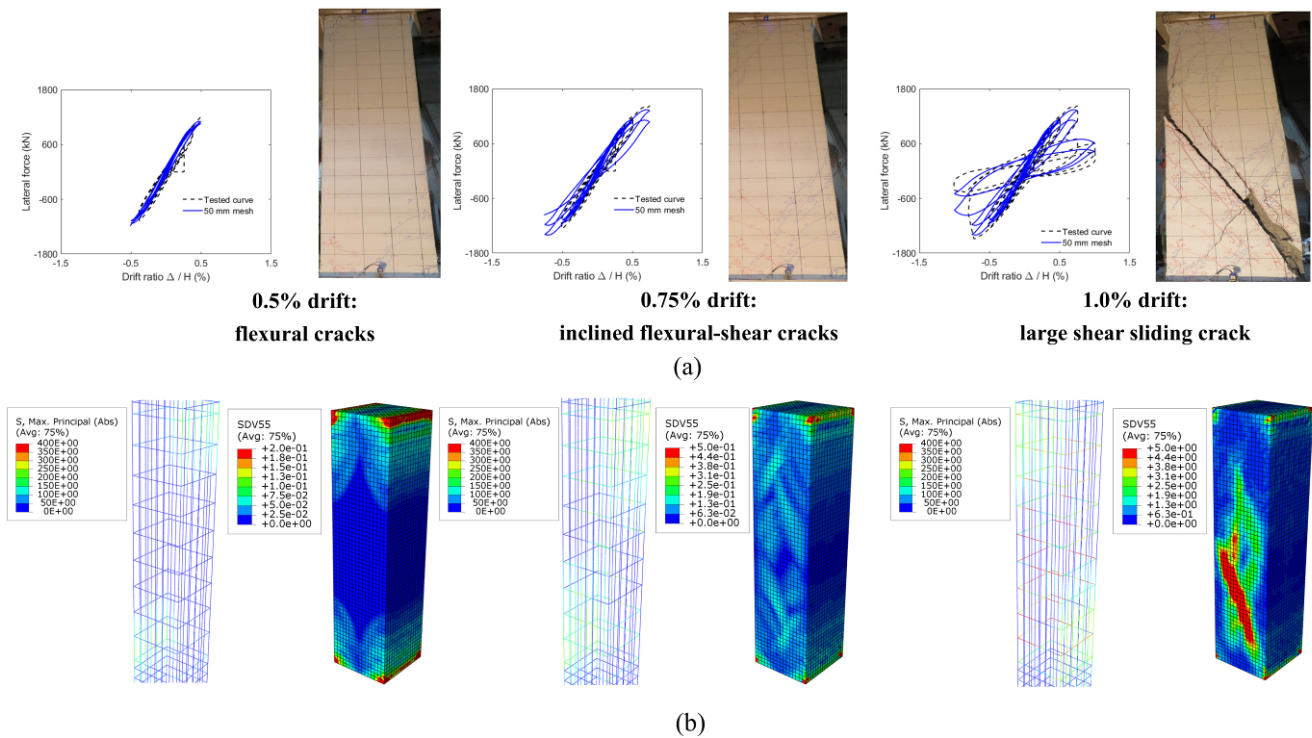 1800
600
-600
-1800
-1.5
-0.5
0.5
1.5
Lateral force (kN)
Drift ratio Δ / H (%)
Tested curve
50 mm mesh
0.5% drift:
flexural cracks
1800
600
-600
-1800
-1.5
-0.5
0.5
1.5
Lateral force (kN)
Drift ratio Δ / H (%)
Tested curve
50 mm mesh
0.75% drift:
inclined flexural-shear cracks
1800
600
-600
-1800
-1.5
-0.5
0.5
1.5
Lateral force (kN)
Drift ratio Δ / H (%)
Tested curve
50 mm mesh
1.0% drift:
large shear sliding crack
(a)
S, Max. Principal (Abs)
(Avg: 75%)
400E+00
350E+00
300E+00
250E+00
200E+00
150E+00
100E+00
50E+00
0E+00
SDV55
(Avg: 75%)
+2.0e-01
+1.8e-01
+1.5e-01
+1.3e-01
+1.0e-01
+7.5e-02
+5.0e-02
+2.5e-02
+0.0e+00
S, Max. Principal (Abs)
(Avg: 75%)
400E+00
350E+00
300E+00
250E+00
200E+00
150E+00
100E+00
50E+00
0E+00
SDV55
(Avg: 75%)
+5.0e-01
+4.4e-01
+3.8e-01
+3.1e-01
+2.5e-01
+1.9e-01
+1.3e-01
+6.3e-02
+0.0e+00
S, Max. Principal (Abs)
(Avg: 75%)
400E+00
350E+00
300E+00
250E+00
200E+00
150E+00
100E+00
50E+00
0E+00
SDV55
(Avg: 75%)
+5.0e+00
+4.4e+00
+3.8e+00
+3.1e+00
+2.5e+00
+1.9e+00
+1.3e+00
+6.3e-01
+0.0e+00
(b)